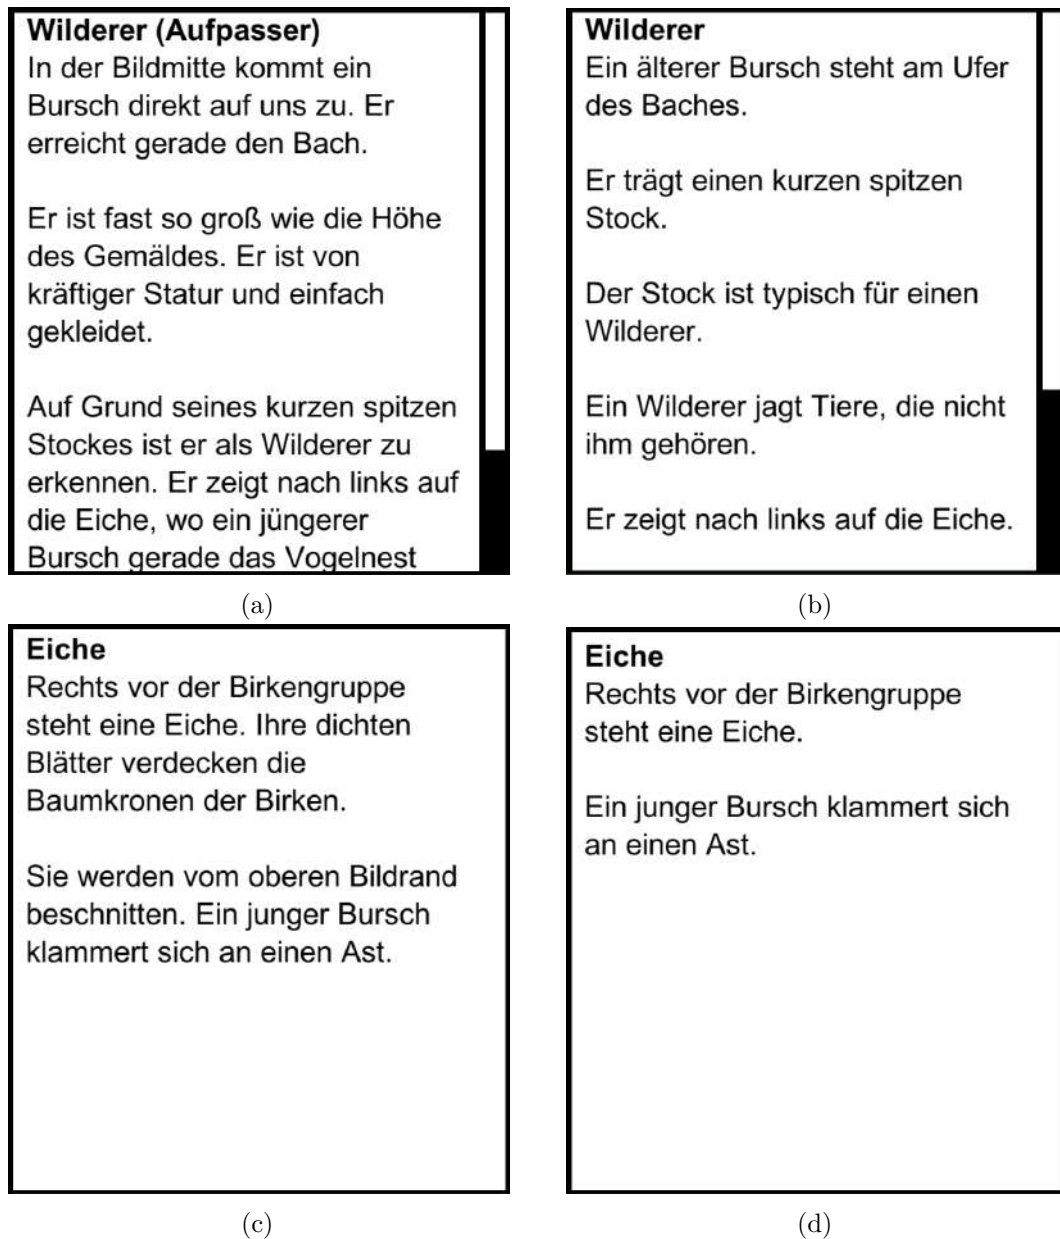 Wilderer (Aufpasser)
In der Bildmitte kommt ein
Bursch direkt auf uns zu. Er
erreicht gerade den Bach.
Er ist fast so groß wie die Höhe
des Gemäldes. Er ist von
kräftiger Statur und einfach
gekleidet.
Auf Grund seines kurzen spitzen
Stockes ist er als Wilderer zu
erkennen. Er zeigt nach links auf
die Eiche, wo ein jüngerer
Bursch gerade das Vogelnest
(a)
Wilderer
Ein älterer Bursch steht am Ufer
des Baches.
Er trägt einen kurzen spitzen
Stock.
Der Stock ist typisch für einen
Wilderer.
Ein Wilderer jagt Tiere, die nicht
ihm gehören.
Er zeigt nach links auf die Eiche.
(b)
Eiche
Rechts vor der Birkengruppe
steht eine Eiche. Ihre dichten
Blätter verdecken die
Baumkronen der Birken.
Sie werden vom oberen Bildrand
beschnitten. Ein junger Bursch
klammert sich an einen Ast.
(c)
Eiche
Rechts vor der Birkengruppe
steht eine Eiche.
Ein junger Bursch klammert sich
an einen Ast.
(d)